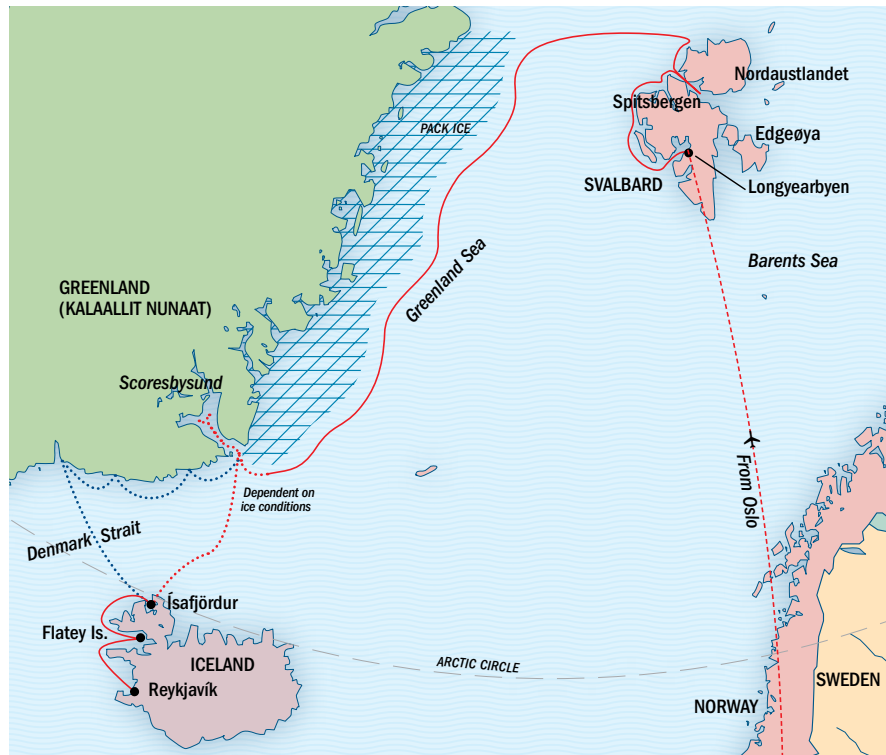 Nordaustlandet
Spitsbergen
PACK ICE
Edgeøya
SVALBARD
Longyearbyen
Greenland Sea
Barents Sea
GREENLAND
(KALAALLIT NUNAAT)
Scoresbysund
From Oslo
Dependent on
ice conditions
Denmark Strait
Ísafjördur
Flatey Is.
ICELAND
ARCTIC CIRCLE
Reykjavík
NORWAY
SWEDEN